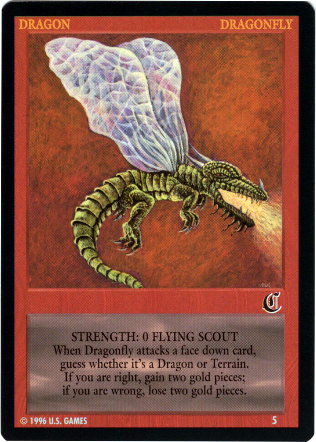 DRAGON DRAGONFLY
C
STRENGTH: 0 FLYING SCOUT
When Dragonfly attacks a face down card,
guess whether it's a Dragon or Terrain.
If you are right, gain two gold pieces;
if you are wrong, lose two gold pieces.
© 1996 U.S. GAMES 5